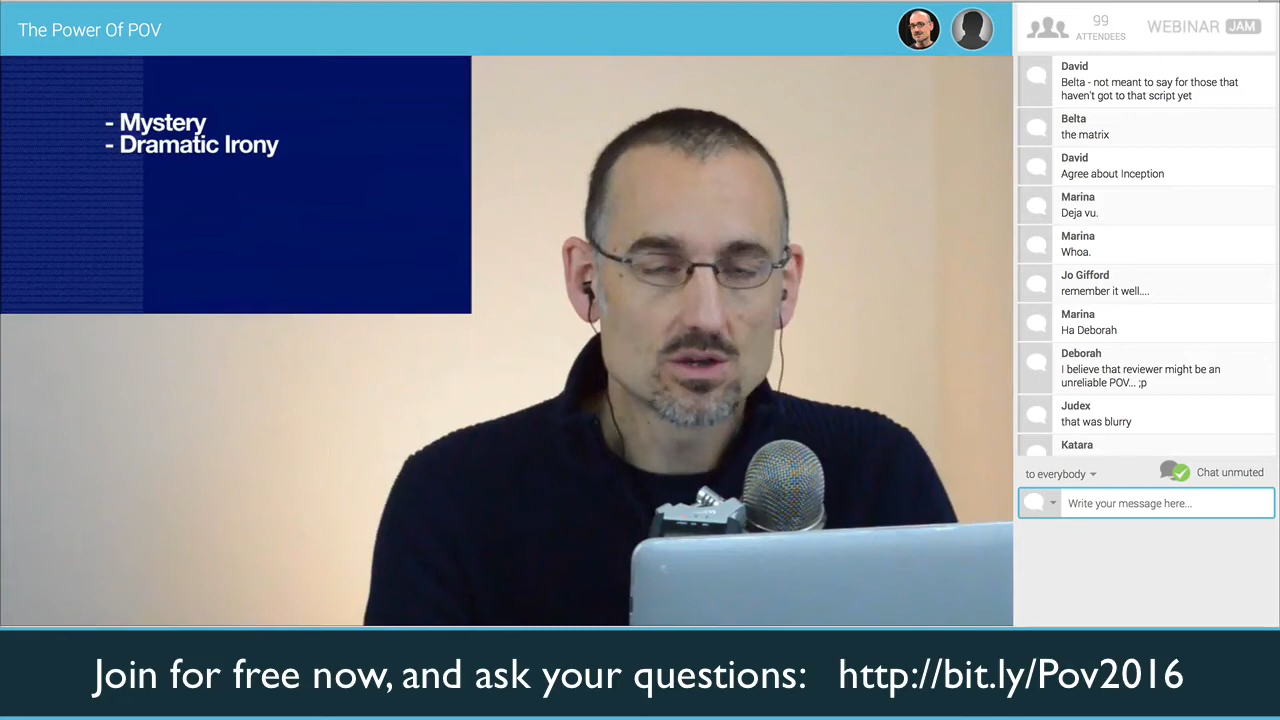 The Power Of POV
- Mystery
- Dramatic Irony
99
ATTENDEES
WEBINAR JAM
David
Belta - not meant to say for those that
haven't got to that script yet
Belta
the matrix
David
Agree about Inception
Marina
Deja vu.
Marina
Whoa.
Jo Gifford
remember it well....
Marina
Ha Deborah
Deborah
I believe that reviewer might be an
unreliable POV... ;p
Judex
that was blurry
Katara
to everybody
Chat unmuted
Write your message here...
Join for free now, and ask your questions: http://bit.ly/Pov2016